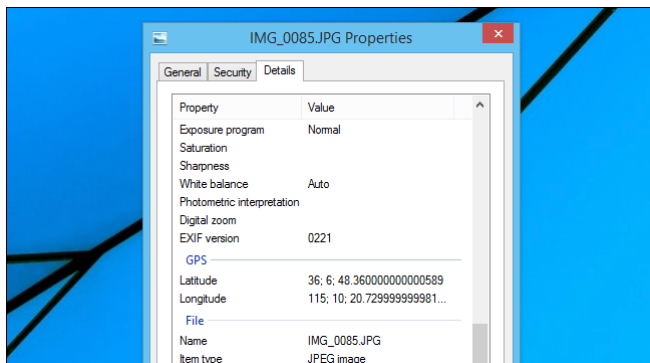 IMG_0085.JPG Properties
General Security Details
Property Value
Exposure program Normal
Saturation
Sharpness
White balance Auto
Photometric interpretation
Digital zoom
EXIF version 0221
GPS
Latitude 36; 6; 48.360000000000589
Longitude 115; 10; 20.729999999981...
File
Name IMG_0085.JPG
Item type JPEG image